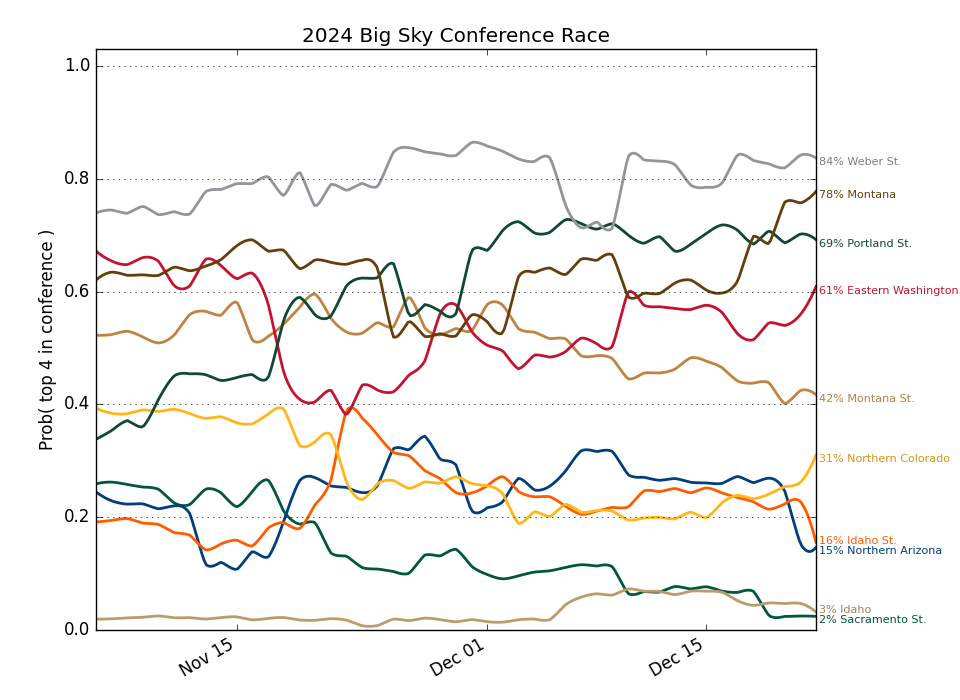 2024 Big Sky Conference Race
Prob( top 4 in conference )
1.0
0.8
0.6
0.4
0.2
0.0
Nov 15
Dec 01
Dec 15
84% Weber St.
78% Montana
69% Portland St.
61% Eastern Washington
42% Montana St.
31% Northern Colorado
16% Idaho St.
15% Northern Arizona
3% Idaho
2% Sacramento St.